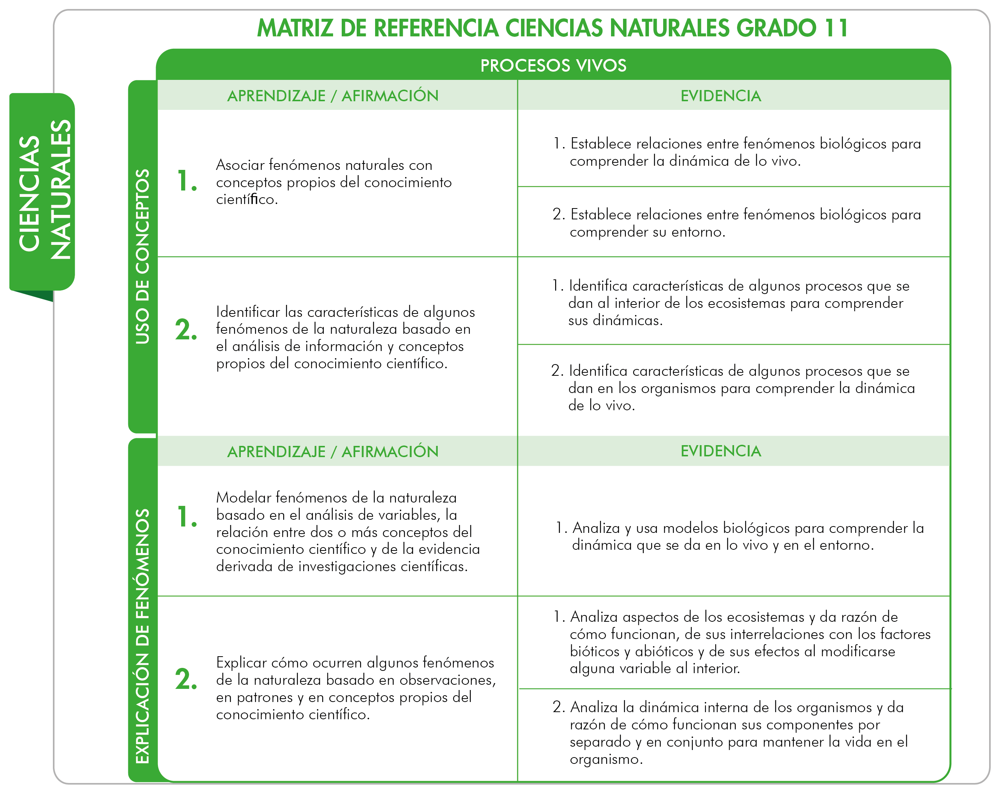 MATRIZ DE REFERENCIA CIENCIAS NATURALES GRADO 11
CIENCIAS
NATURALES
PROCESOS VIVOS
USO DE CONCEPTOS
APRENDIZAJE / AFIRMACIÓN
EVIDENCIA
1.
Asociar fenómenos naturales con
conceptos propios del conocimiento
científico.
1. Establece relaciones entre fenómenos biológicos para
comprender la dinámica de lo vivo.
2. Establece relaciones entre fenómenos biológicos para
comprender su entorno.
2.
Identificar las características de algunos
fenómenos de la naturaleza basado en
el análisis de información y conceptos
propios del conocimiento científico.
1. Identifica características de algunos procesos que se
dan al interior de los ecosistemas para comprender
sus dinámicas.
2. Identifica características de algunos procesos que se
dan en los organismos para comprender la dinámica
de lo vivo.
EXPLICACIÓN DE FENÓMENOS
APRENDIZAJE / AFIRMACIÓN
EVIDENCIA
1.
Modelar fenómenos de la naturaleza
basado en el análisis de variables, la
relación entre dos o más conceptos del
conocimiento científico y de la evidencia
derivada de investigaciones científicas.
1. Analiza y usa modelos biológicos para comprender la
dinámica que se da en lo vivo y en el entorno.
2.
Explicar cómo ocurren algunos fenómenos
de la naturaleza basado en observaciones,
en patrones y en conceptos propios del
conocimiento científico.
1. Analiza aspectos de los ecosistemas y da razón de
cómo funcionan, de sus interrelaciones con los factores
bióticos y abióticos y de sus efectos al modificarse
alguna variable al interior.
2. Analiza la dinámica interna de los organismos y da
razón de cómo funcionan sus componentes por
separado y en conjunto para mantener la vida en el
organismo.